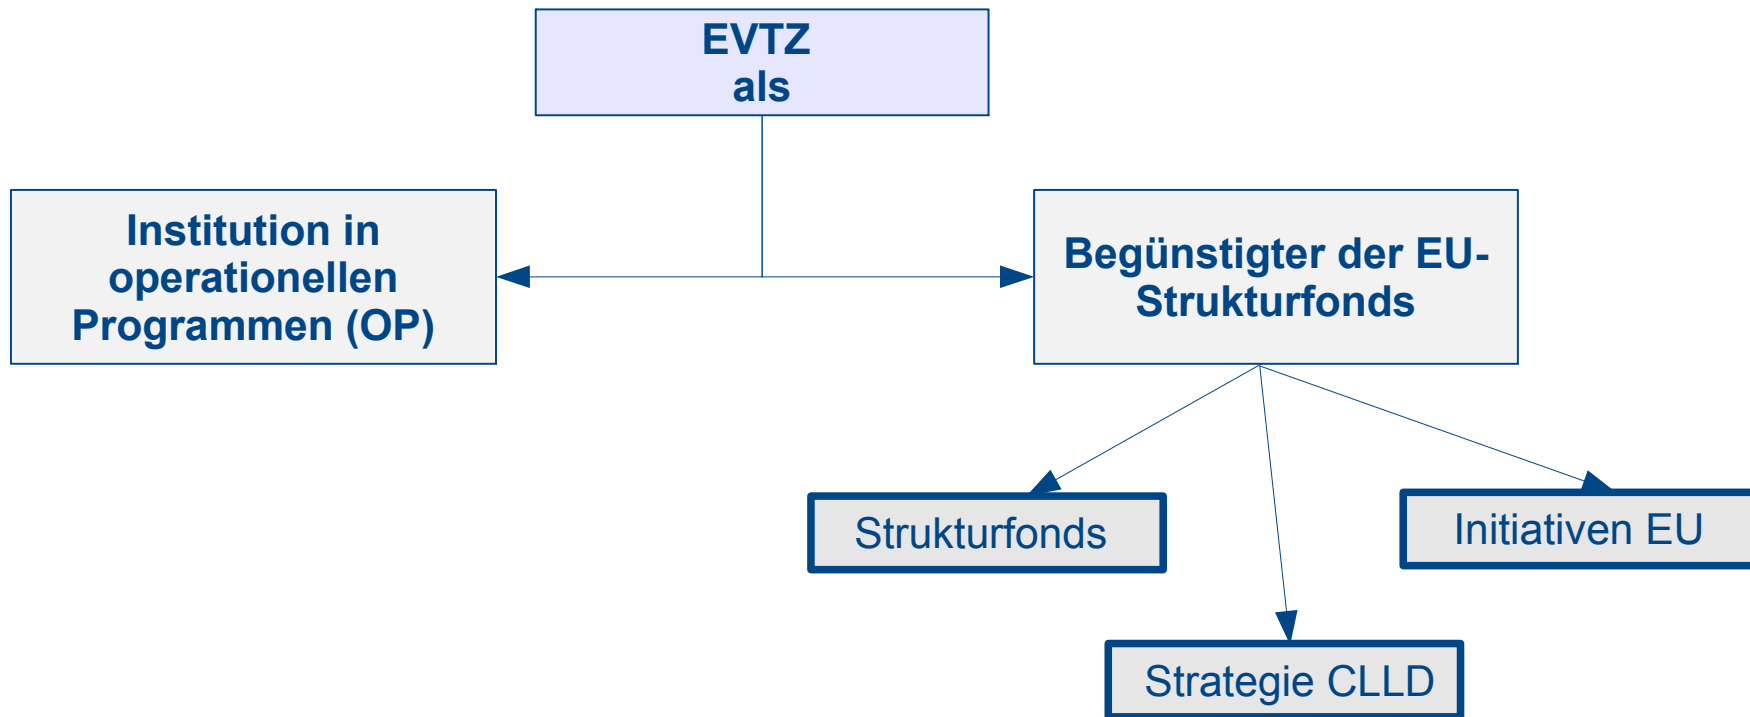 EVTZ
als
Institution in
operationellen
Programmen (OP)
Begünstigter der EU-
Strukturfonds
Strukturfonds
Initiativen EU
Strategie CLLD